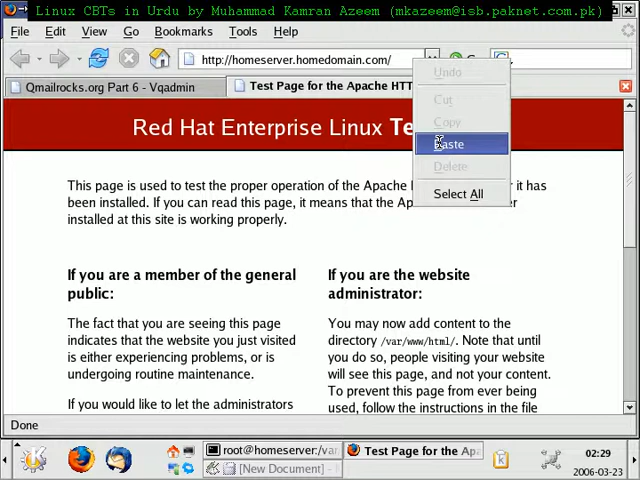 Linux CBTs in Urdu by Muhammad Kamran Azeem (mkazeem@isb.paknet.com.pk)
File Edit View Go Bookmarks Tools Help
http://homeserver.homedomain.com/
Qmailrocks.org Part 6 - Vqadmin
Test Page for the Apache HTT
Undo
Cut
Copy
Paste
Delete
Select All
Red Hat Enterprise Linux
This page is used to test the proper operation of the Apache it has
been installed. If you can read this page, it means that the
installed at this site is working properly.
If you are a member of the general
public:
The fact that you are seeing this page
indicates that the website you just visited
is either experiencing problems, or is
undergoing routine maintenance.
If you would like to let the administrators
If you are the website
administrator:
You may now add content to the
directory /var/www/html/. Note that until
you do so, people visiting your website
will see this page, and not your content.
To prevent this page from ever being
used, follow the instructions in the file
Done
root@homeserver:/var
[New Document]
Test Page for the Apa
02:29
2006-03-23